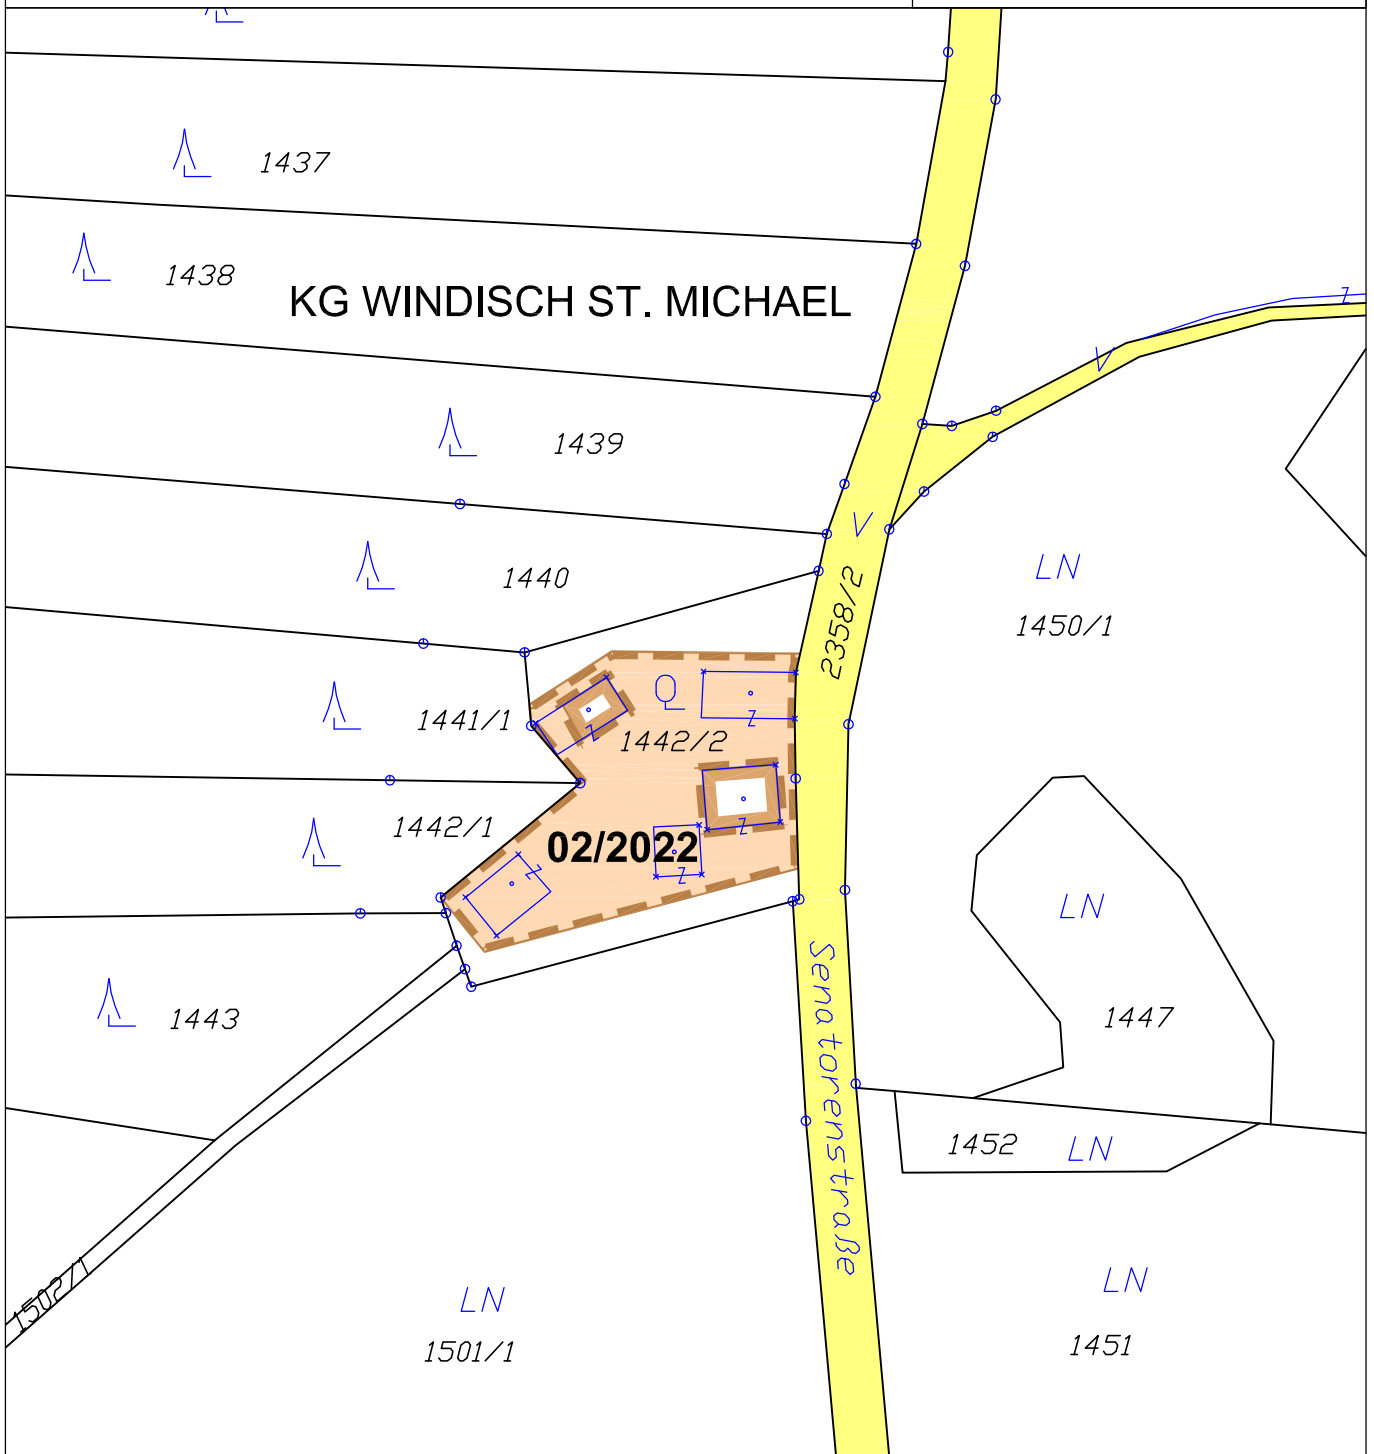 1437
1438
KG WINDISCH ST. MICHAEL
Z
V
1439
V
LN
1440
2358/2
1450/1
1441/1
1442/2
Z
Z
1442/1
Z
02/2022
Z
Z
LN
1443
Senatorenstraße
1447
1452
LN
1502/1
LN
LN
1501/1
1451